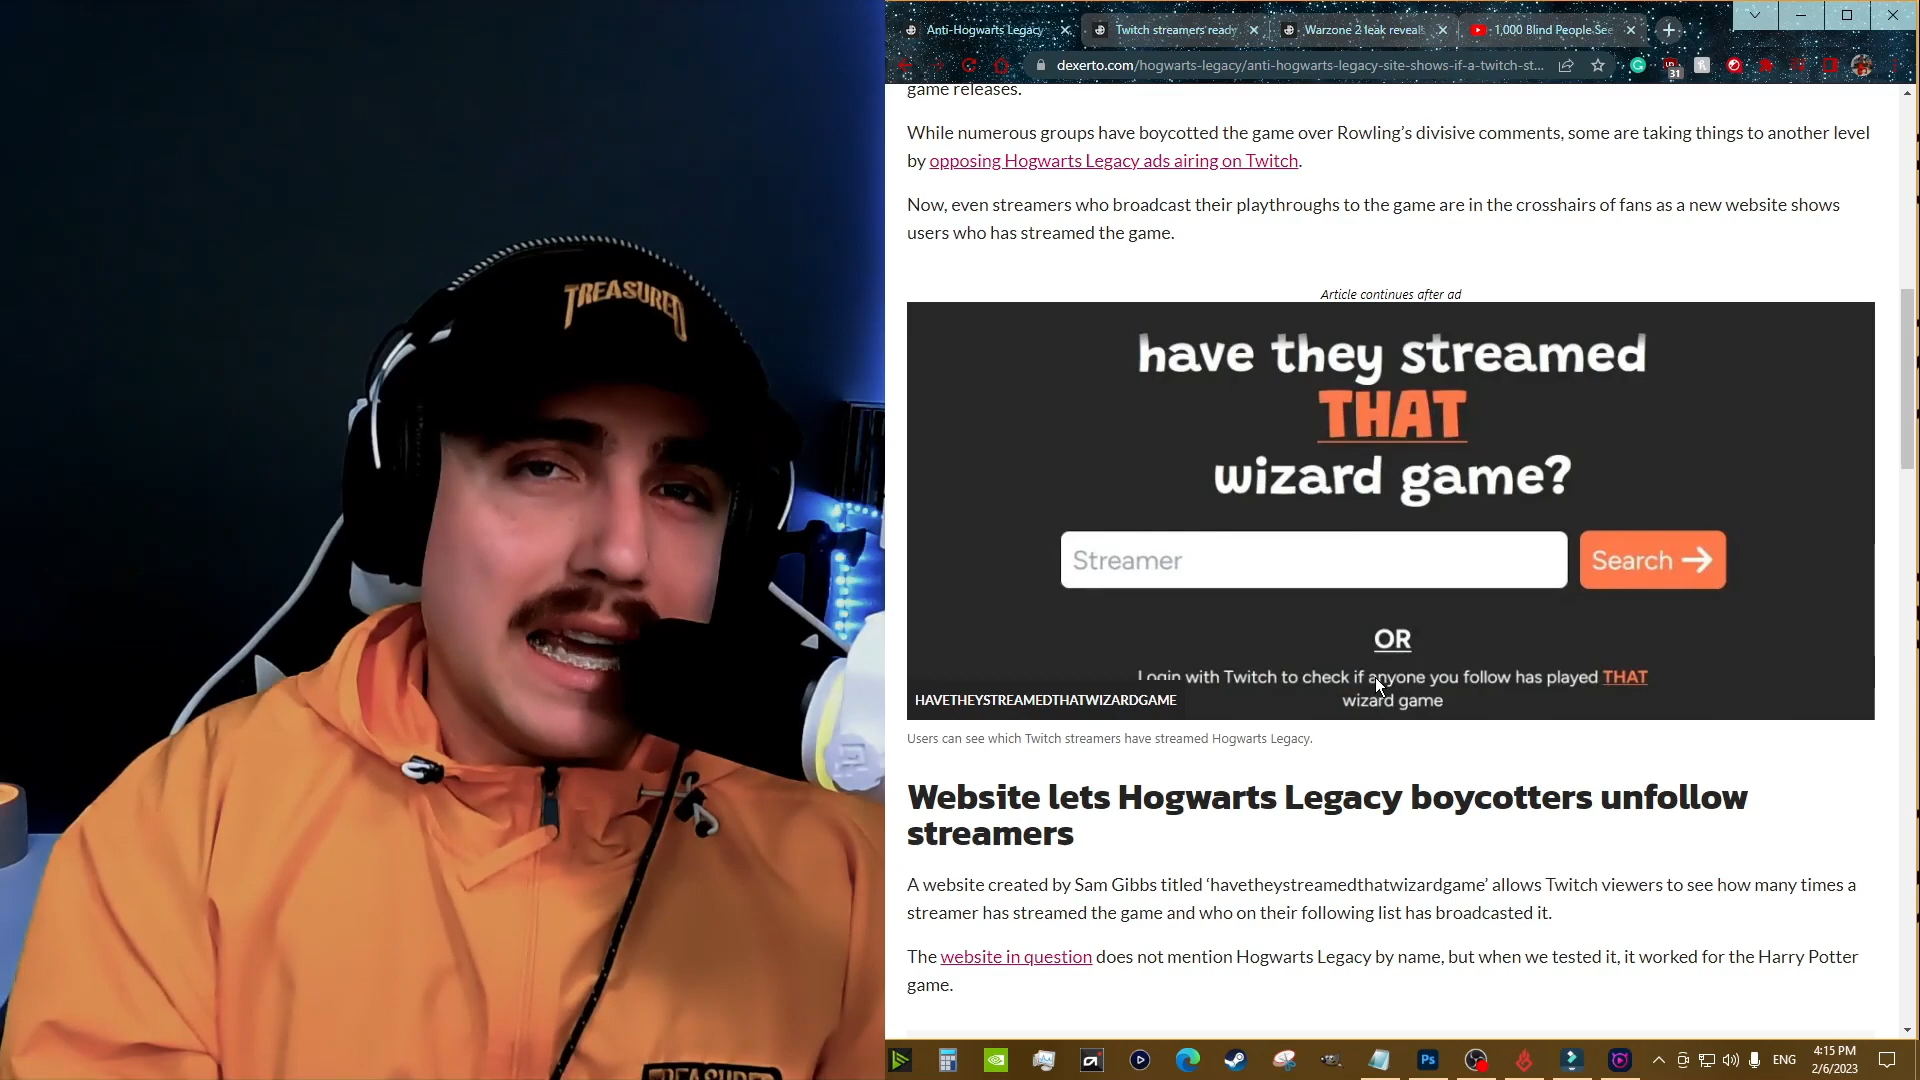 Anti-Hogwarts Legacy
Twitch streamers ready
Warzone 2 leak reveals
1,000 Blind People See
dexerto.com/hogwarts-legacy/anti-hogwarts-legacy-site-shows-if-a-twitch-st...
31
game releases.
While numerous groups have boycotted the game over Rowling's divisive comments, some are taking things to another level
by opposing Hogwarts Legacy ads airing on Twitch.
Now, even streamers who broadcast their playthroughs to the game are in the crosshairs of fans as a new website shows
users who has streamed the game.
Article continues after ad
have they streamed
THAT
wizard game?
Streamer
Search →
OR
Login with Twitch to check if anyone you follow has played THAT
wizard game
HAVETHEYSTREAMEDTHATWIZARDGAME
Users can see which Twitch streamers have streamed Hogwarts Legacy.
Website lets Hogwarts Legacy boycotters unfollow
streamers
A website created by Sam Gibbs titled ‘havetheystreamedthatwizardgame’ allows Twitch viewers to see how many times a
streamer has streamed the game and who on their following list has broadcasted it.
The website in question does not mention Hogwarts Legacy by name, but when we tested it, it worked for the Harry Potter
game.
Ps
ENG
4:15 PM
2/6/2023
TREASURED
TREASURED